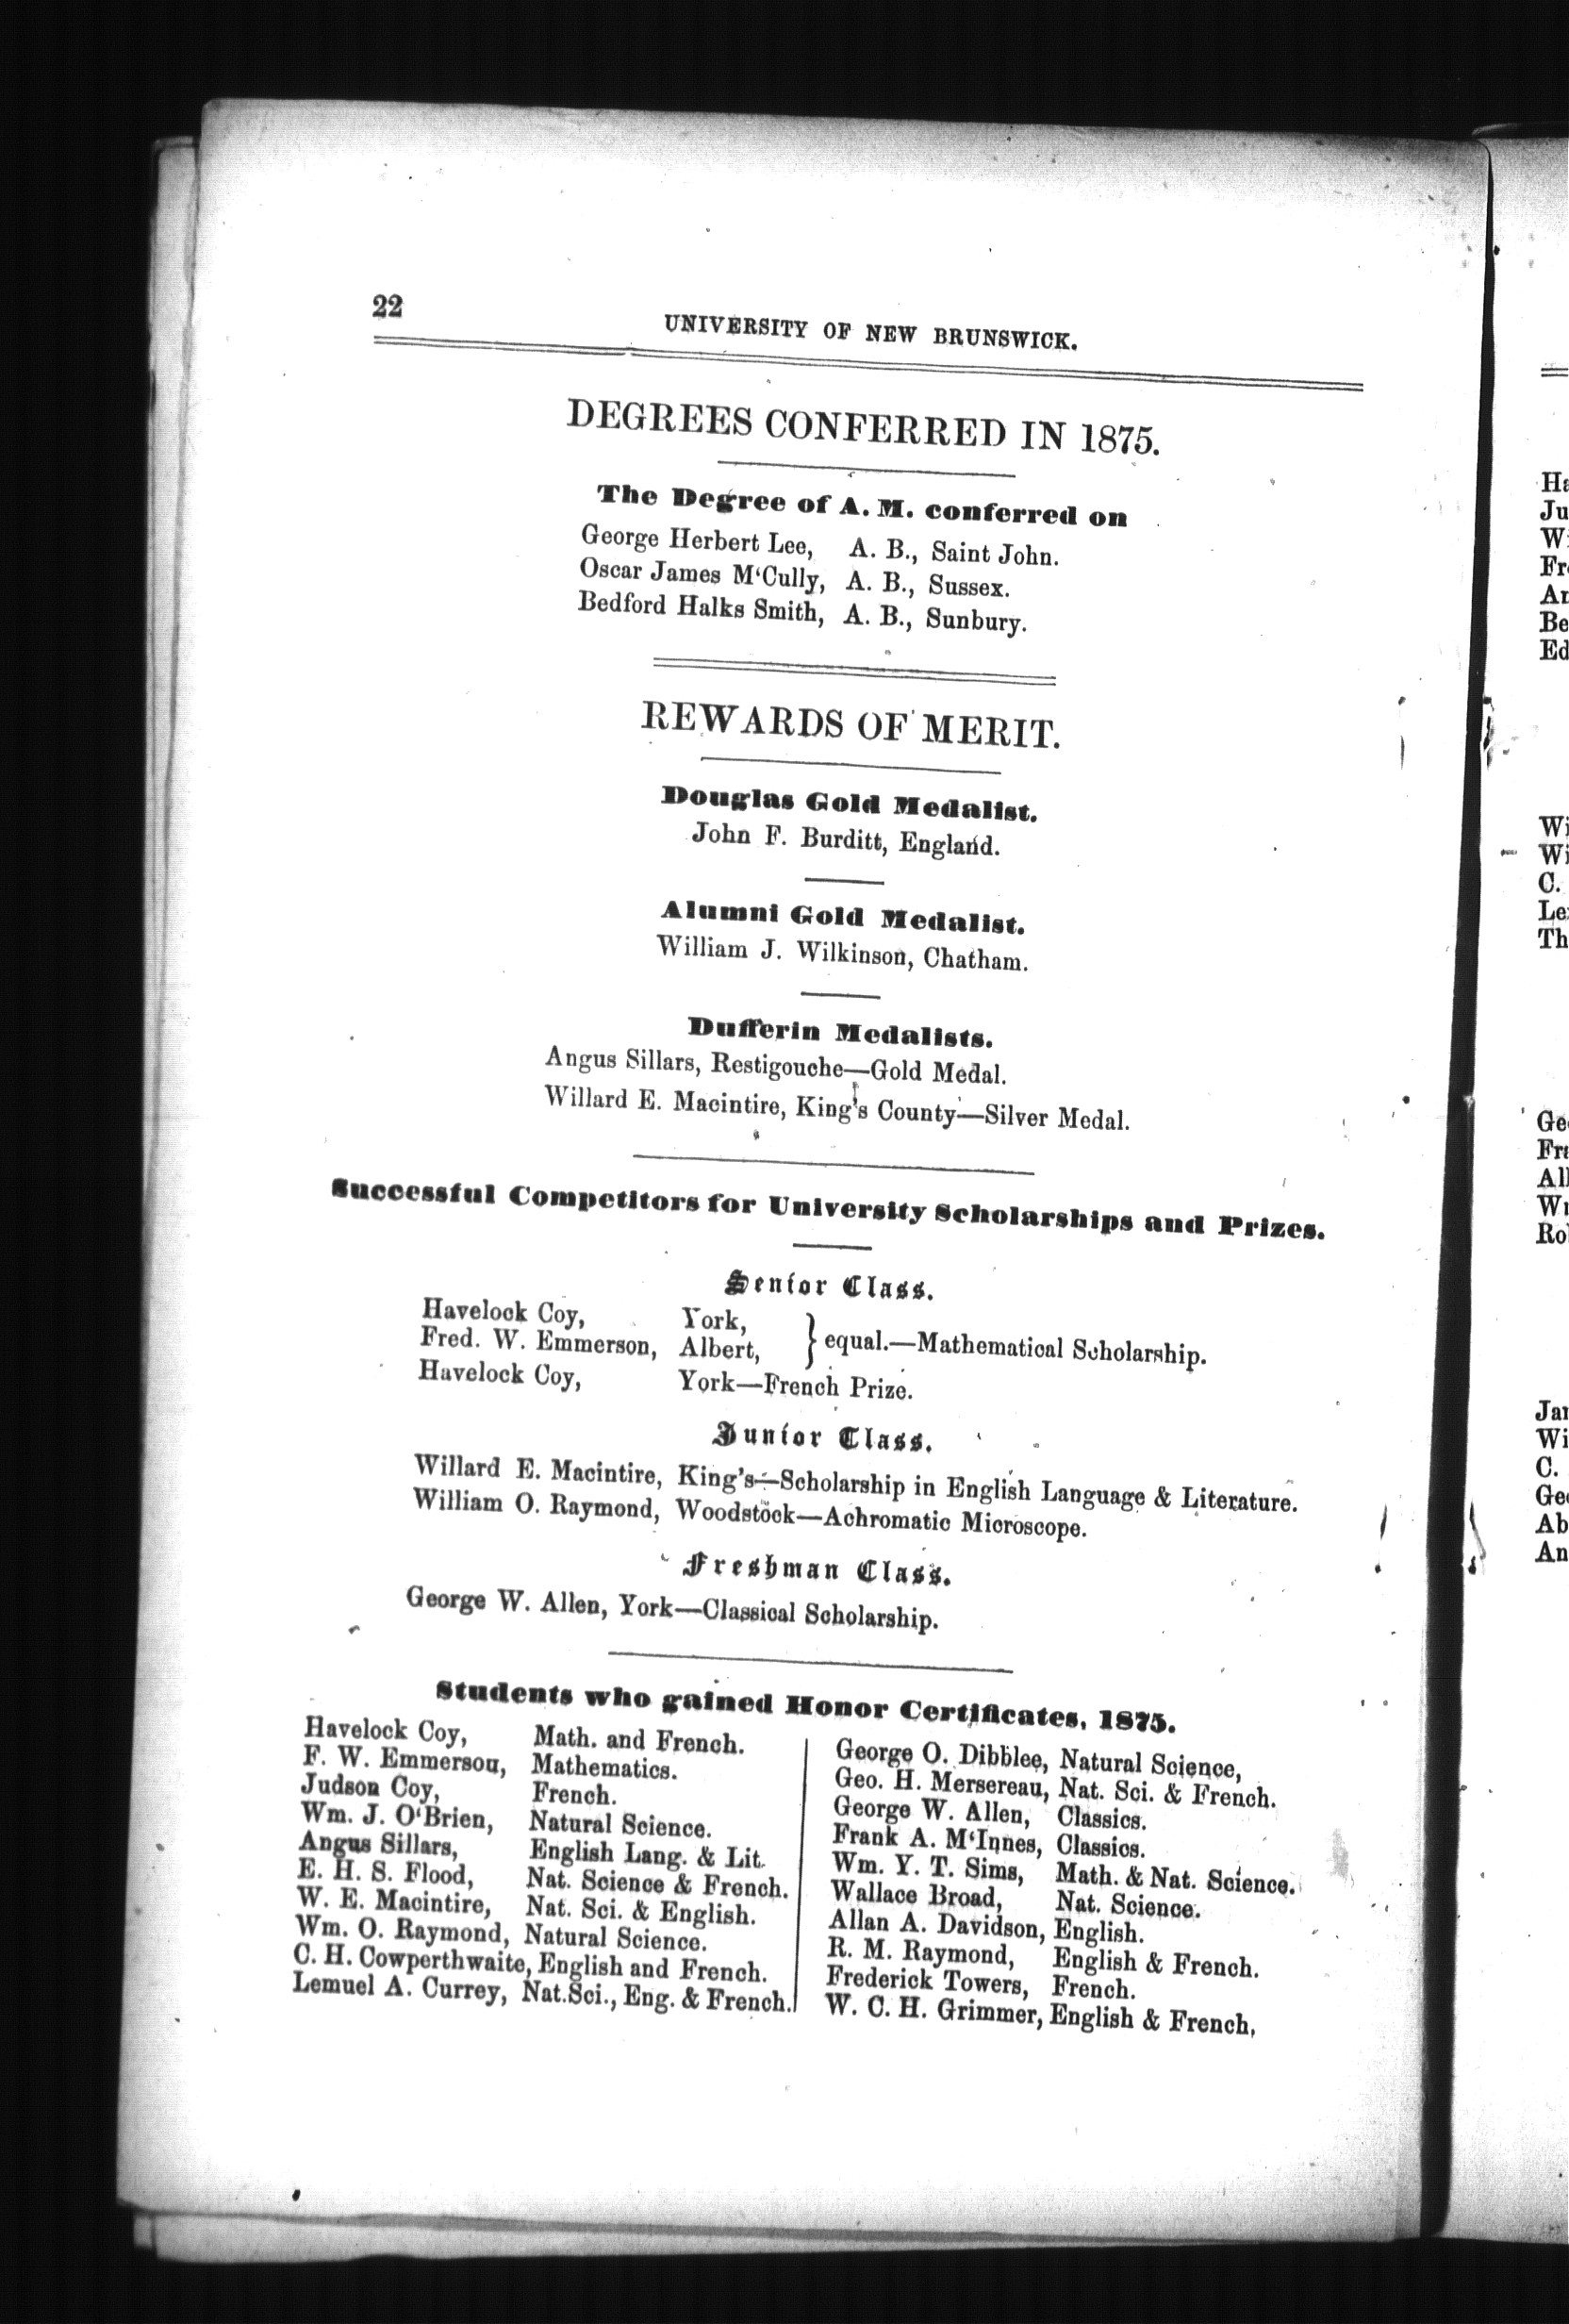 22
UNIVERSITY OF NEW BRUNSWICK.
DEGREES CONFERRED IN 1875.
The Degree of A. M. conferred on
George Herbert Lee, A. B., Saint John.
Oscar James M'Cully, A. B., Sussex.
Bedford Halks Smith, A. B., Sunbury.
REWARDS OF MERIT.
Douglas Gold Medalist.
John F. Burditt, England.
Alumni Gold Medalist.
William J. Wilkinson, Chatham.
Dufferin Medalists.
Angus Sillars, Restigouche—Gold Medal.
Willard E. Macintire, King's County—Silver Medal.
Successful Competitors for University Scholarships and Prizes.
Senior Class.
Havelock Coy, York,
Fred. W. Emmerson, Albert, } equal.—Mathematical Scholarship.
Havelock Coy, York—French Prize.
Junior Class.
Willard E. Macintire, King's—Scholarship in English Language & Literature.
William O. Raymond, Woodstock—Achromatic Microscope.
Freshman Class.
George W. Allen, York—Classical Scholarship.
Students who gained Honor Certificates, 1875.
Havelock Coy, Math. and French.
F. W. Emmerson, Mathematics.
Judson Coy, French.
Wm. J. O'Brien, Natural Science.
Angus Sillars, English Lang. & Lit.
E. H. S. Flood, Nat. Science & French.
W. E. Macintire, Nat. Sci. & English.
Wm. O. Raymond, Natural Science.
C. H. Cowperthwaite, English and French.
Lemuel A. Currey, Nat. Sci., Eng. & French.
George O. Dibblee, Natural Science,
Geo. H. Mersereau, Nat. Sci. & French.
George W. Allen, Classics.
Frank A. M'Innes, Classics.
Wm. Y. T. Sims, Math. & Nat. Science.
Wallace Broad, Nat. Science.
Allan A. Davidson, English.
R. M. Raymond, English & French.
Frederick Towers, French.
W. C. H. Grimmer, English & French,